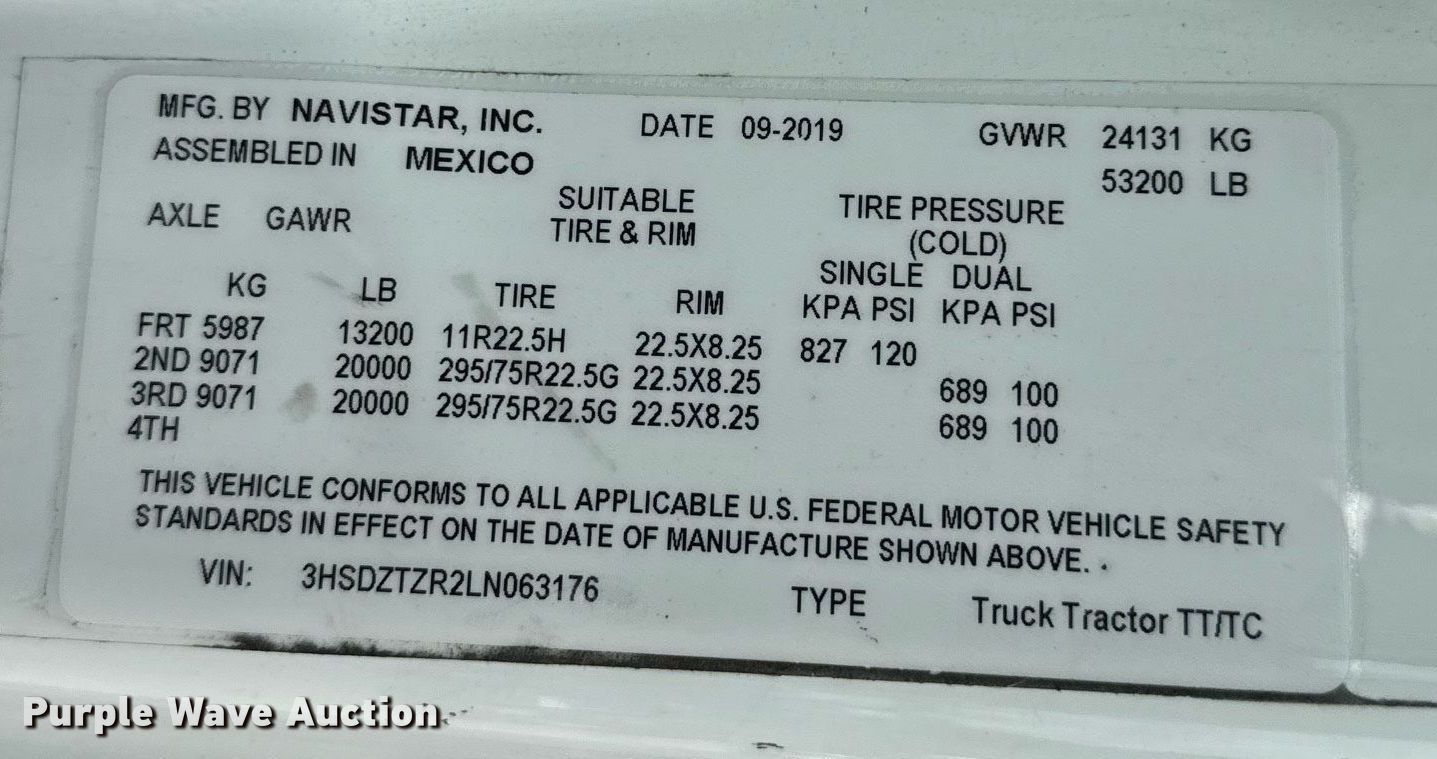 MFG. BY NAVISTAR, INC. DATE 09-2019 GVWR 24131 KG
ASSEMBLED IN MEXICO 53200 LB
AXLE GAWR SUITABLE TIRE PRESSURE
TIRE & RIM (COLD)
SINGLE DUAL
KG LB TIRE RIM KPA PSI KPA PSI
FRT 5987 13200 11R22.5H 22.5X8.25 827 120
2ND 9071 20000 295/75R22.5G 22.5X8.25 689 100
3RD 9071 20000 295/75R22.5G 22.5X8.25 689 100
4TH
THIS VEHICLE CONFORMS TO ALL APPLICABLE U.S. FEDERAL MOTOR VEHICLE SAFETY
STANDARDS IN EFFECT ON THE DATE OF MANUFACTURE SHOWN ABOVE.
VIN: 3HSDZTZR2LN063176 TYPE Truck Tractor TT/TC
Purple Wave Auction